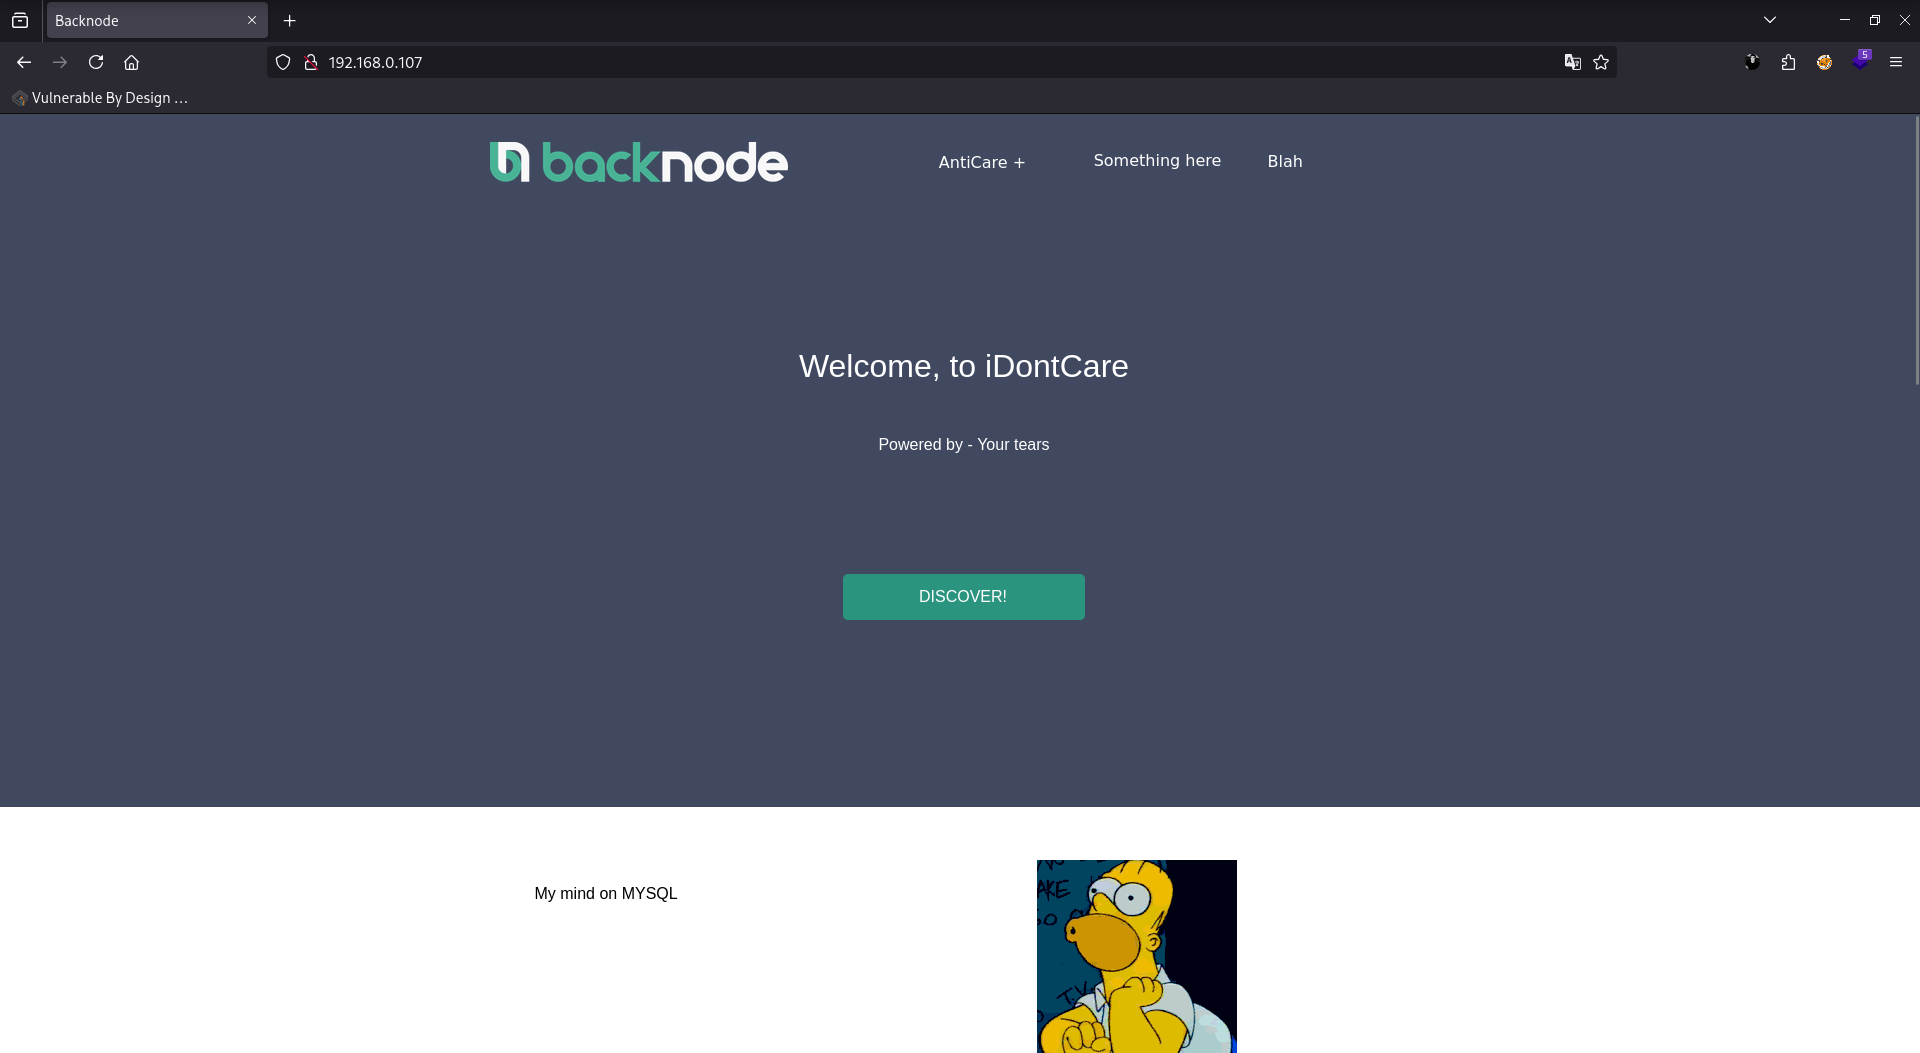 Backnode
192.168.0.107
5
Vulnerable By Design …
backnode
AntiCare +
Something here
Blah
Welcome, to iDontCare
Powered by - Your tears
DISCOVER!
My mind on MYSQL